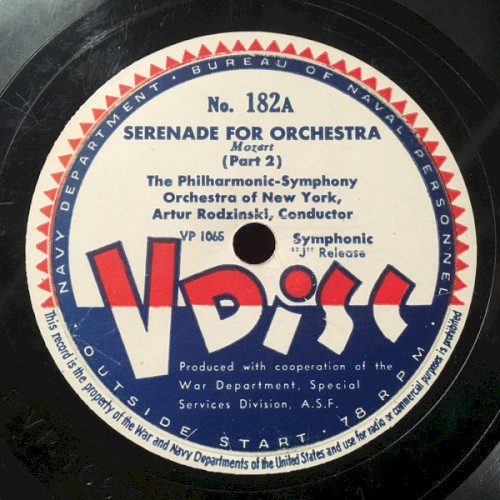 NAVY DEPARTMENT · BUREAU OF NAVAL PERSONNEL
No. 182A
SERENADE FOR ORCHESTRA
Mozart
(Part 2)
The Philharmonic-Symphony
Orchestra of New York,
Artur Rodzinski, Conductor
VP 1065 Symphonic
"J" Release
V DISC
Produced with cooperation of the
War Department, Special
Services Division, A.S.F.
OUTSIDE START · 78 RPM
This record is the property of the War and Navy Departments of the United States and use for radio or commercial purposes is prohibited